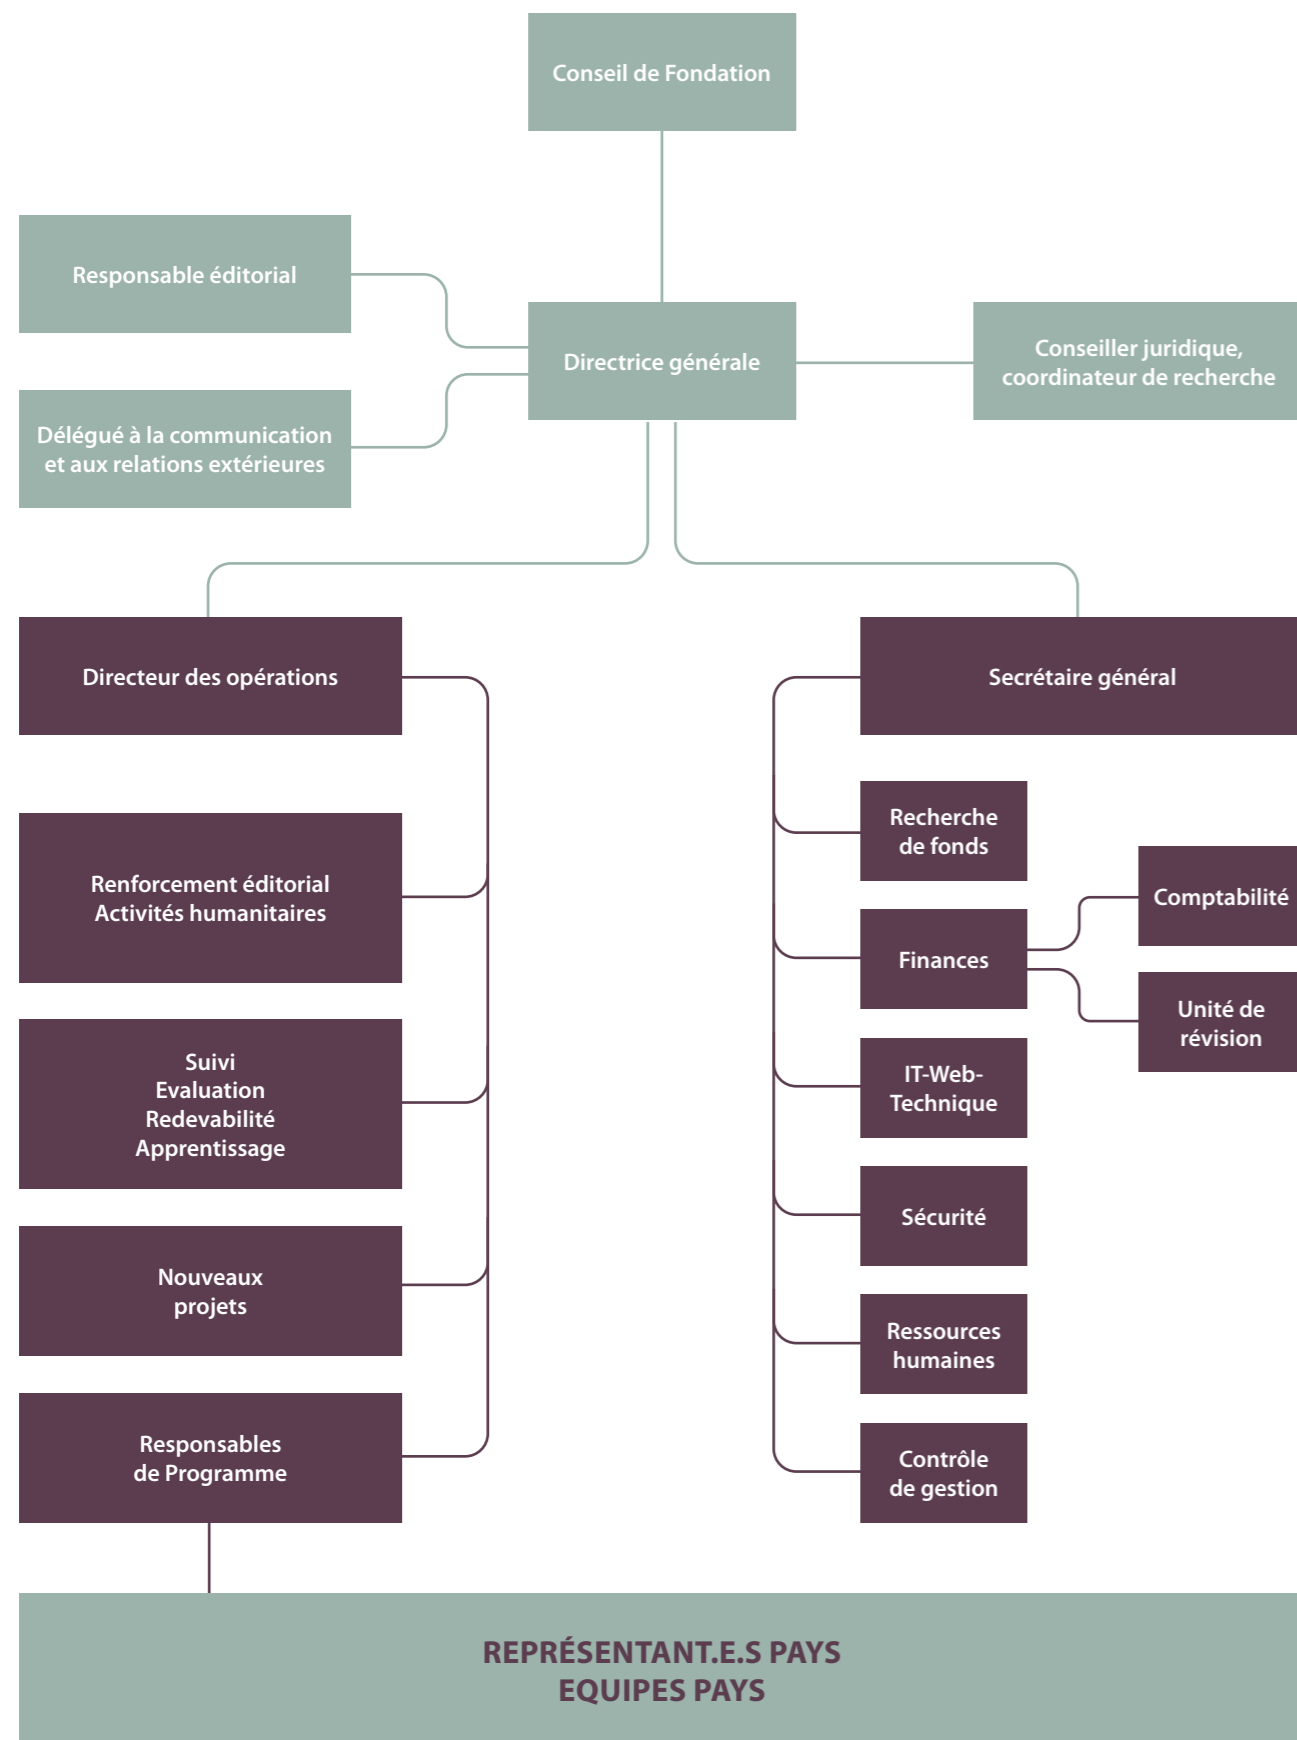 Conseil de Fondation
Responsable éditorial
Directrice générale
Conseiller juridique,
coordinateur de recherche
Délégué à la communication
et aux relations extérieures
Directeur des opérations
Renforcement éditorial
Activités humanitaires
Suivi
Evaluation
Redevabilité
Apprentissage
Nouveaux
projets
Responsables
de Programme
Secrétaire général
Recherche
de fonds
Finances
Comptabilité
Unité de
révision
IT-Web-
Technique
Sécurité
Ressources
humaines
Contrôle
de gestion
REPRÉSENTANT.E.S PAYS
EQUIPES PAYS